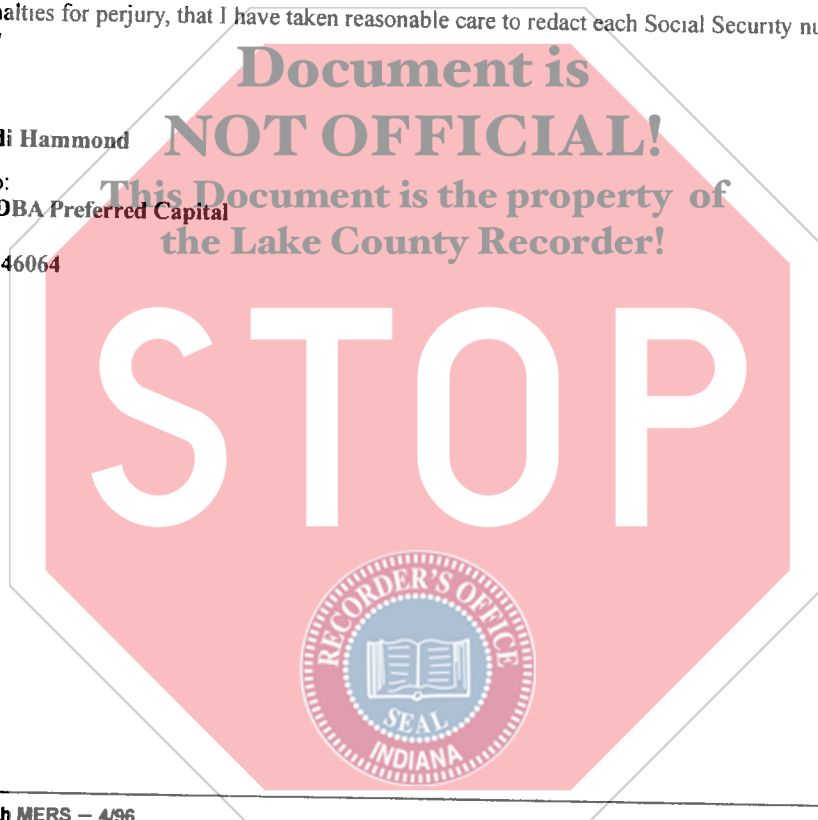 alties for perjury, that I have taken reasonable care to redact each Social Security nu
Document is
NOT OFFICIAL!
di Hammond
This Document is the property of
o:
DBA Preferred Capital
the Lake County Recorder!
46064
STOP
RECORDER'S OFFICE
SEAL
INDIANA
h MERS – 4/96